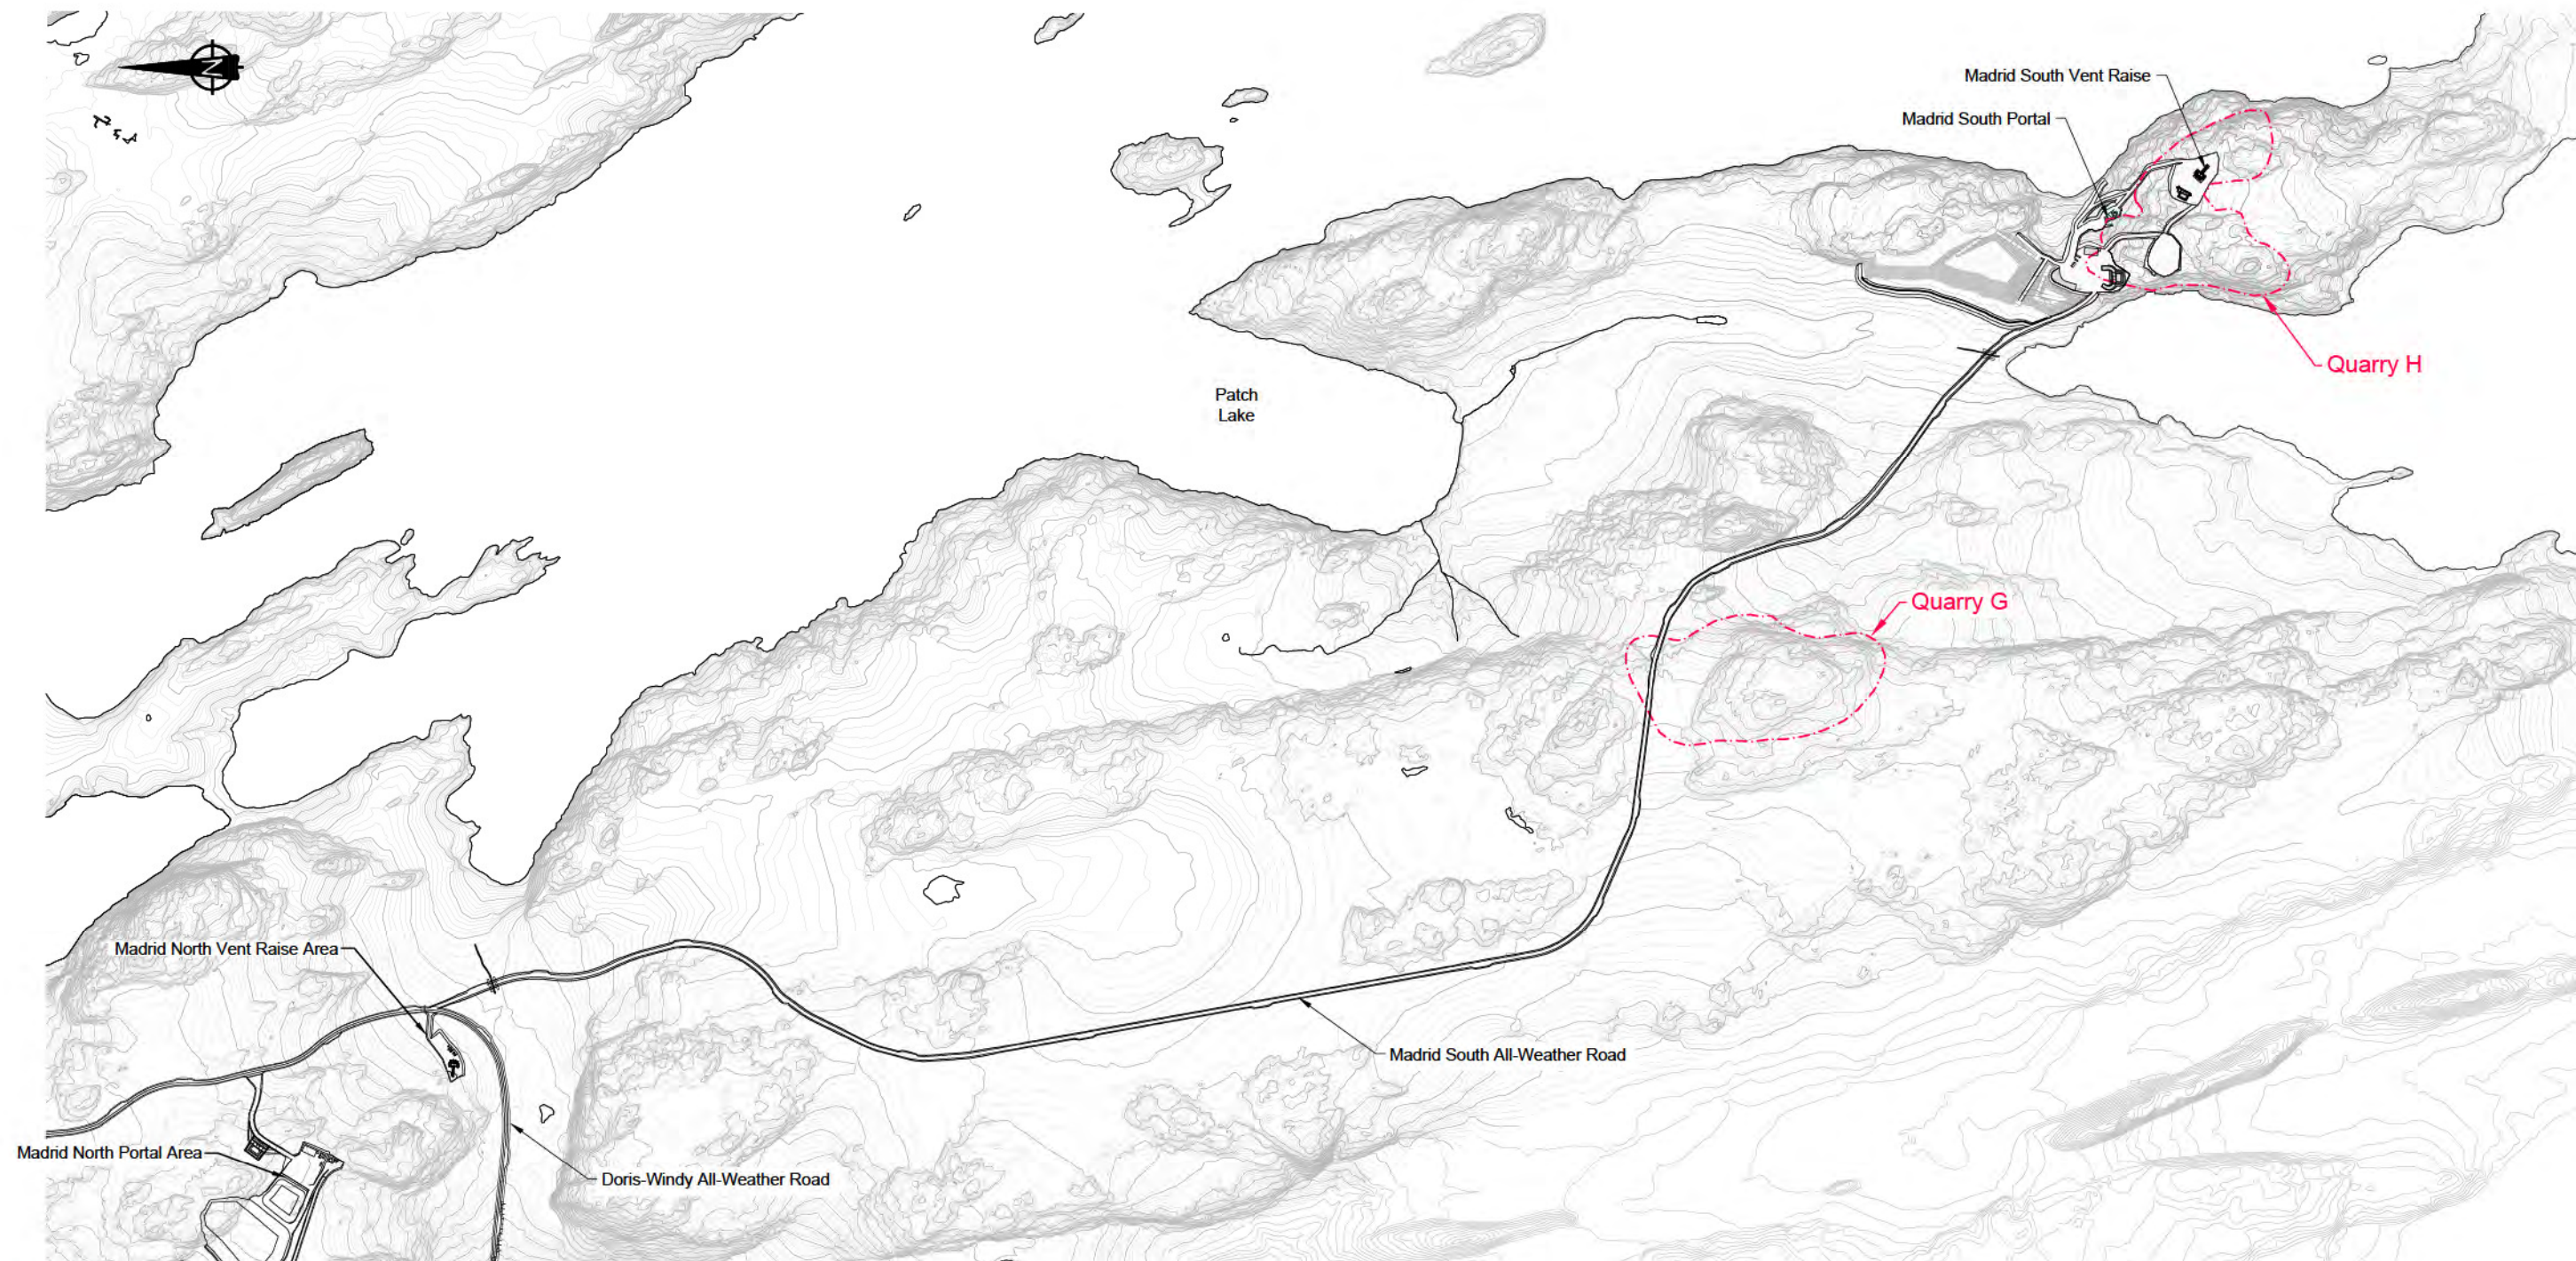 N
Madrid South Vent Raise
Madrid South Portal
Quarry H
Patch
Lake
Quarry G
Madrid North Vent Raise Area
Madrid South All-Weather Road
Madrid North Portal Area
Doris-Windy All-Weather Road